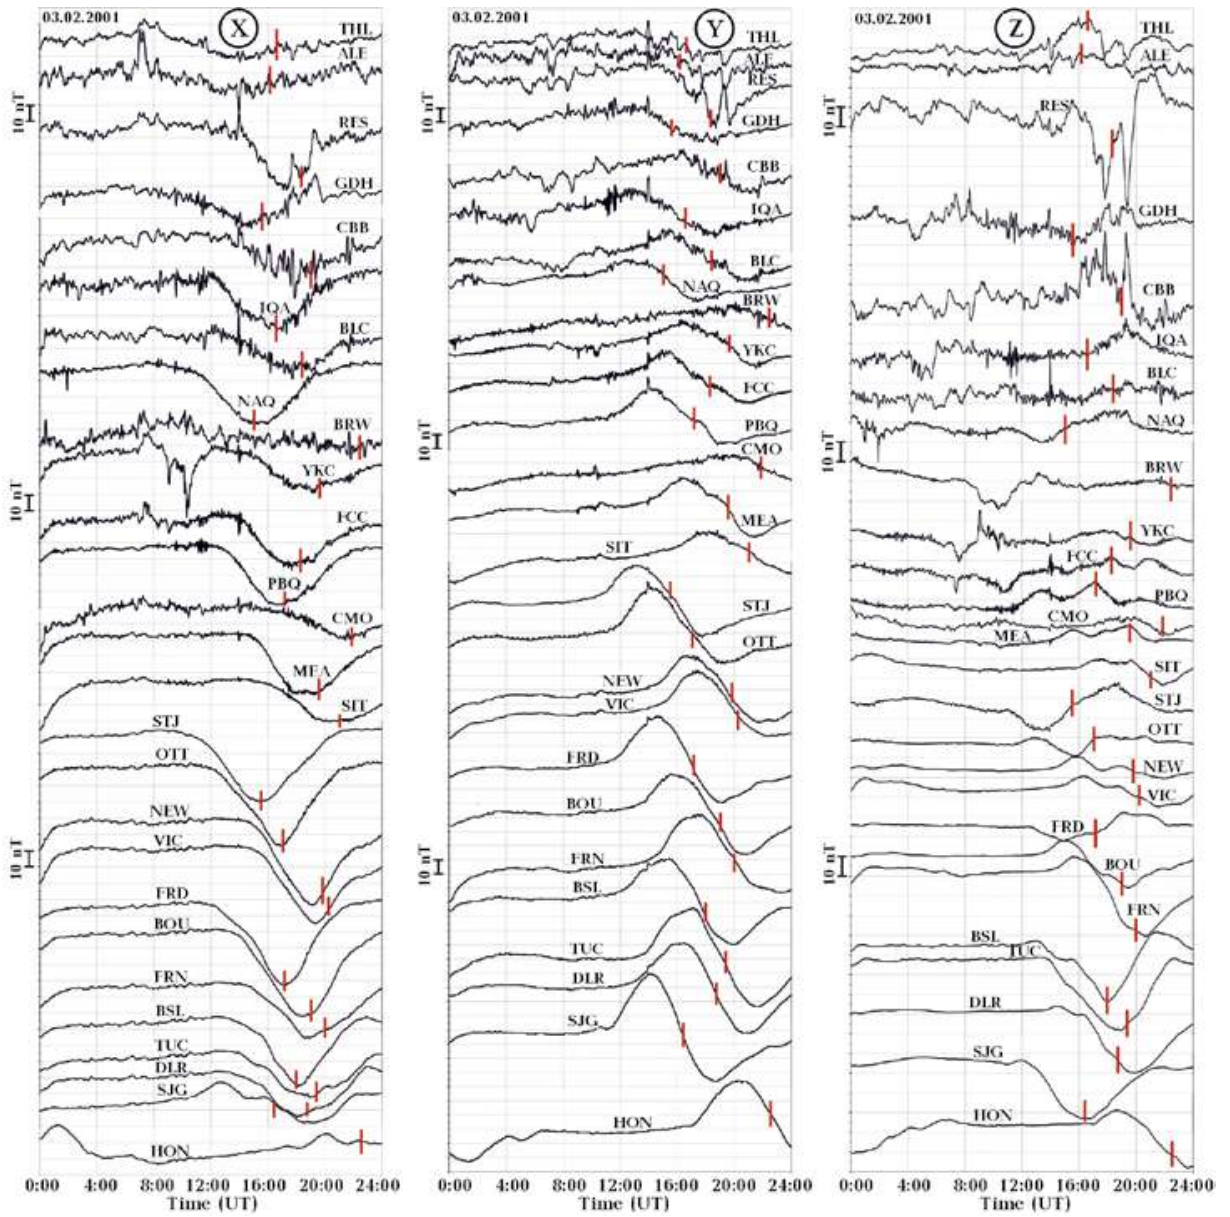 03.02.2001
X
THL
ALE
10 nT
RES
GDH
CBB
IQA
BLC
NAQ
BRW
YKC
10 nT
FCC
PBQ
CMO
MEA
SIT
STJ
OTT
NEW
VIC
10 nT
FRD
BOU
FRN
BSL
TUC
DLR
SJG
HON
0:00 4:00 8:00 12:00 16:00 20:00 24:00
Time (UT)
03.02.2001
Y
THL
ALE
RES
10 nT
GDH
CBB
IQA
BLC
NAQ
BRW
YKC
FCC
PBQ
10 nT
CMO
MEA
SIT
STJ
OTT
NEW
VIC
FRD
BOU
10 nT
FRN
BSL
TUC
DLR
SJG
HON
0:00 4:00 8:00 12:00 16:00 20:00 24:00
Time (UT)
03.02.2001
Z
THL
ALE
RES
10 nT
GDH
CBB
IQA
BLC
NAQ
10 nT
BRW
YKC
FCC
PBQ
CMO
MEA
SIT
STJ
OTT
NEW
VIC
FRD
BOU
10 nT
FRN
BSL
TUC
DLR
SJG
HON
0:00 4:00 8:00 12:00 16:00 20:00 24:00
Time (UT)